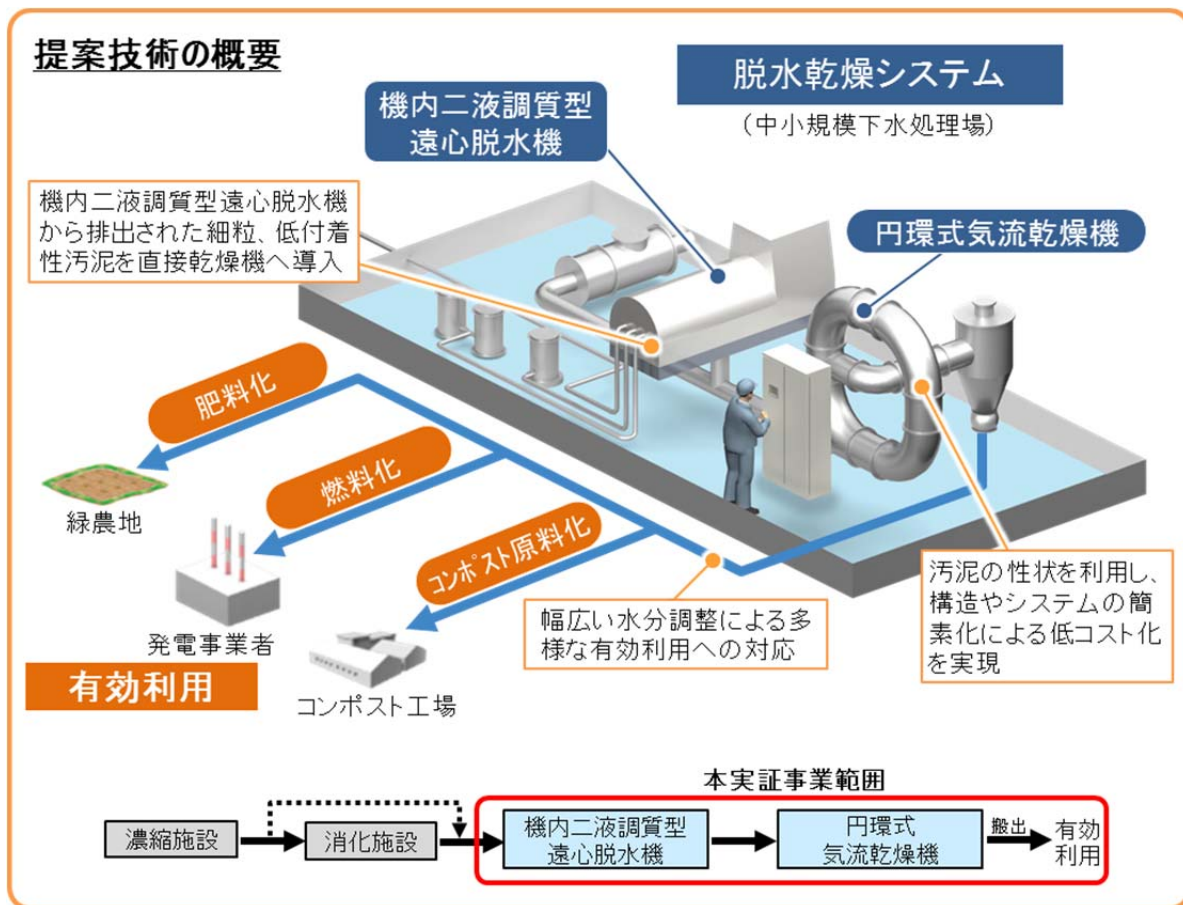 提案技術の概要
脱水乾燥システム
(中小規模下水処理場)
機内二液調質型
遠心脱水機
機内二液調質型遠心脱水機
から排出された細粒、低付着
性汚泥を直接乾燥機へ導入
円環式気流乾燥機
肥料化
緑農地
燃料化
発電事業者
コンポスト原料化
コンポスト工場
有効利用
幅広い水分調整による多
様な有効利用への対応
汚泥の性状を利用し、
構造やシステムの簡
素化による低コスト化
を実現
本実証事業範囲
濃縮施設
消化施設
機内二液調質型
遠心脱水機
円環式
気流乾燥機
搬出
有効
利用